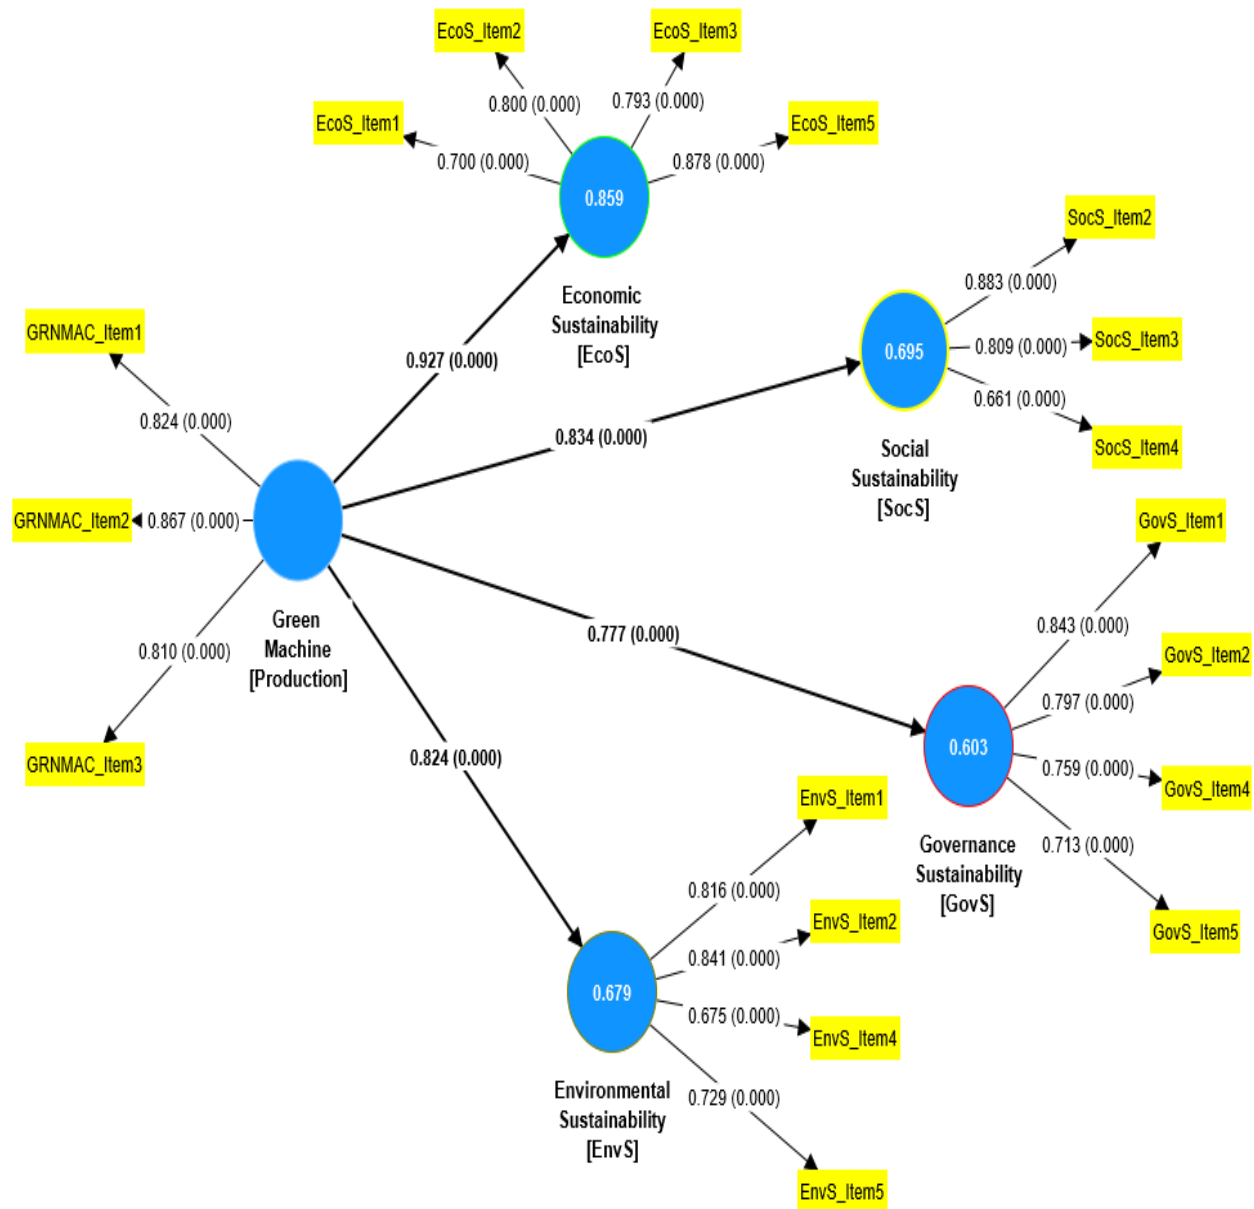 EcoS_Item2
EcoS_Item3
0.800 (0.000)
0.793 (0.000)
EcoS_Item1
EcoS_Item5
0.700 (0.000)
0.878 (0.000)
0.859
Economic
Sustainability
[EcoS]
SocS_Item2
0.883 (0.000)
SocS_Item3
0.809 (0.000)
0.695
0.661 (0.000)
SocS_Item4
Social
Sustainability
[SocS]
GRNMAC_Item1
0.927 (0.000)
0.824 (0.000)
0.834 (0.000)
GRNMAC_Item2
0.867 (0.000)
Green
Machine
[Production]
0.810 (0.000)
GRNMAC_Item3
0.777 (0.000)
0.824 (0.000)
GovS_Item1
0.843 (0.000)
GovS_Item2
0.797 (0.000)
0.603
0.759 (0.000)
GovS_Item4
0.713 (0.000)
GovS_Item5
Governance
Sustainability
[GovS]
EnvS_Item1
0.816 (0.000)
EnvS_Item2
0.841 (0.000)
0.679
0.675 (0.000)
EnvS_Item4
0.729 (0.000)
EnvS_Item5
Environmental
Sustainability
[EnvS]